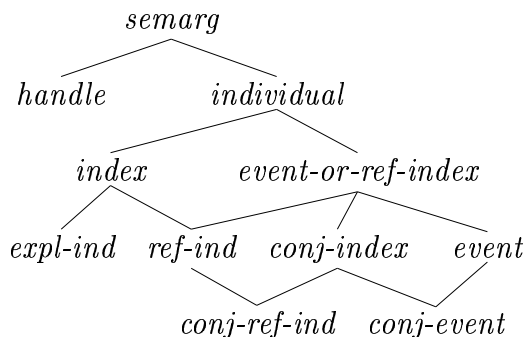 semarg
handle individual
index event-or-ref-index
expl-ind ref-ind conj-index event
conj-ref-ind conj-event